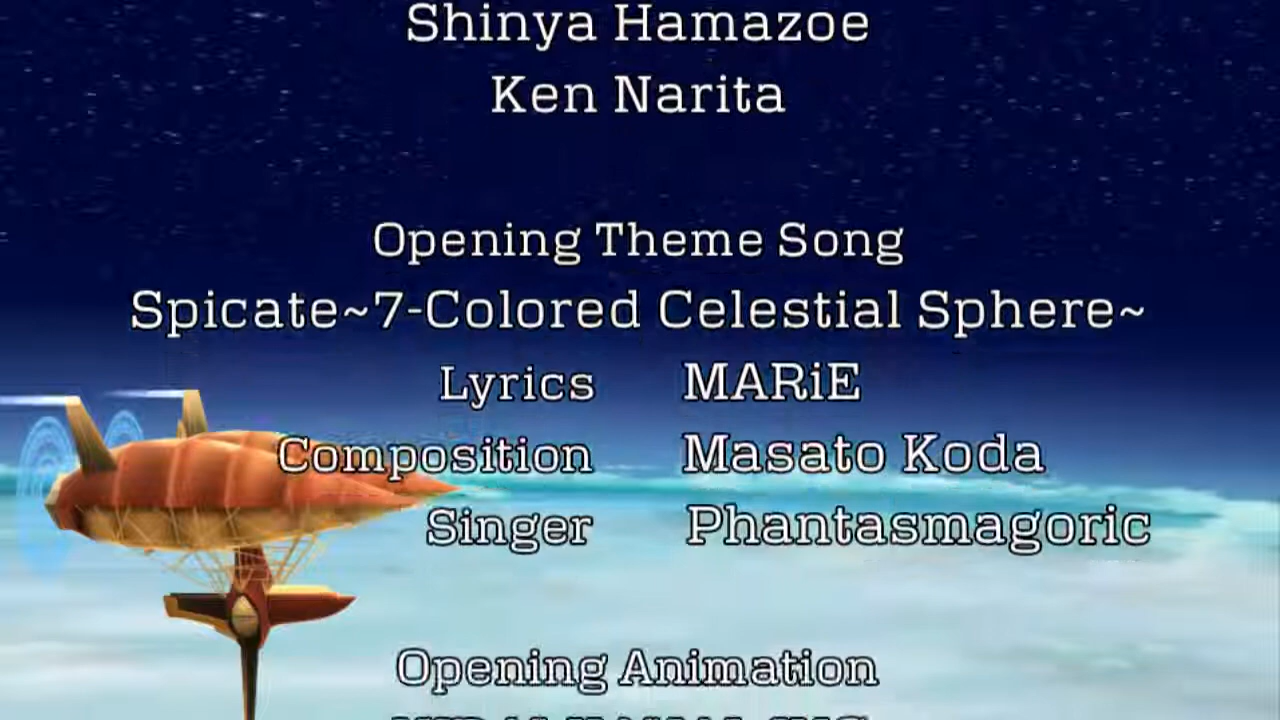 Shinya Hamazoe
Ken Narita
Opening Theme Song
Spicate~7-Colored Celestial Sphere~
Lyrics MARiE
Composition Masato Koda
Singer Phantasmagoric
Opening Animation